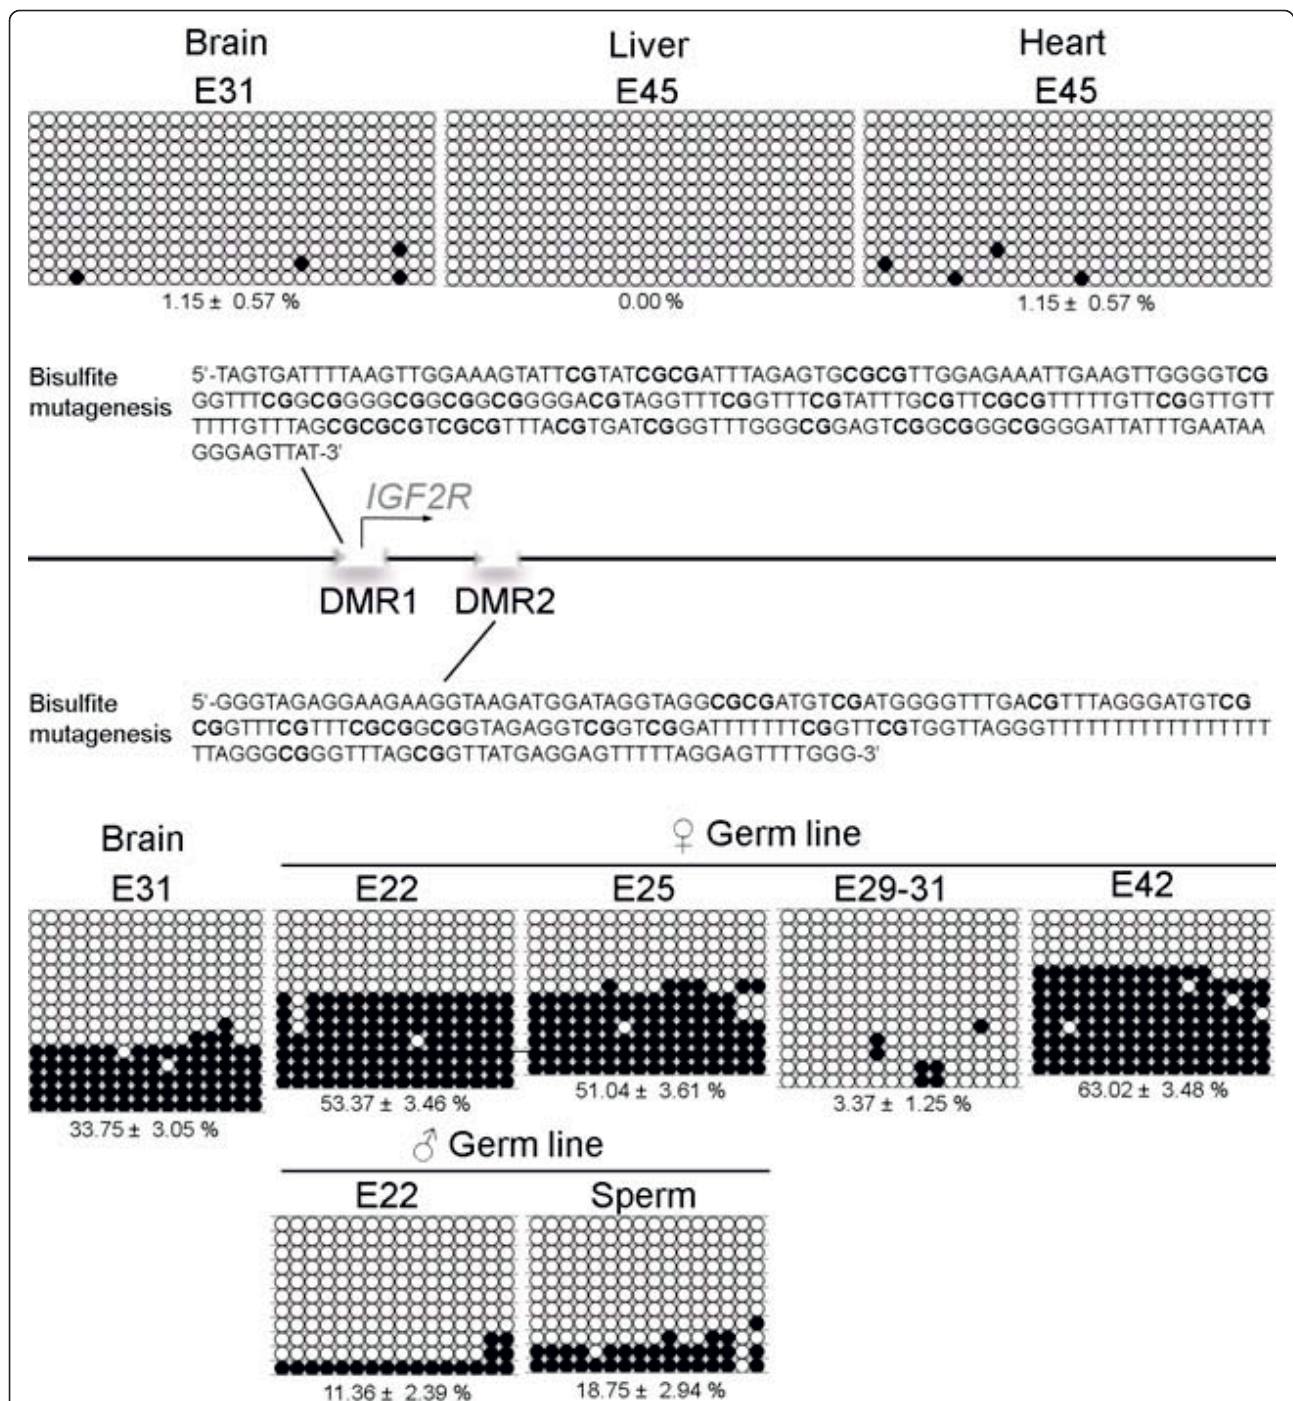 Brain Liver Heart
E31 E45 E45
1.15 ± 0.57 % 0.00 % 1.15 ± 0.57 %
Bisulfite mutagenesis
5'-TAGTGATTTTAAGTTGGAAAGTATTCGTATCGCGATTTAGAGTGCGCGTTGGAGAAATTGAAGTTGGGGTCG
GGTTTCGGCGGGGCGGCGGCGGGGACGTAGGTTTCGGTTTCGTATTTGCGTTCGCGTTTTTGTTCGGTTGTT
TTTTGTTTAGCGCGCGTCGCGTTTACGTGATCGGGTTTGGGCGGAGTCGGCGGGCGGGGATTATTTGAATAA
GGGAGTTAT-3'
IGF2R
DMR1 DMR2
Bisulfite mutagenesis
5'-GGGTAGAGGAAGAAGGTAAGATGGATAGGTAGGCGCGATGTCGATGGGGTTTGACGTTTAGGGATGTCG
CGGTTTCGTTTCGCGGCGGTAGAGGTCGGTCGGATTTTTTTCGGTTCGTGGTTAGGGTTTTTTTTTTTTTTTTT
TTAGGGCGGGTTTAGCGGTTATGAGGAGTTTTTAGGAGTTTTGGG-3'
Brain ♀ Germ line
E31 E22 E25 E29-31 E42
53.37 ± 3.46 % 51.04 ± 3.61 % 3.37 ± 1.25 % 63.02 ± 3.48 %
33.75 ± 3.05 %
♂ Germ line
E22 Sperm
11.36 ± 2.39 % 18.75 ± 2.94 %